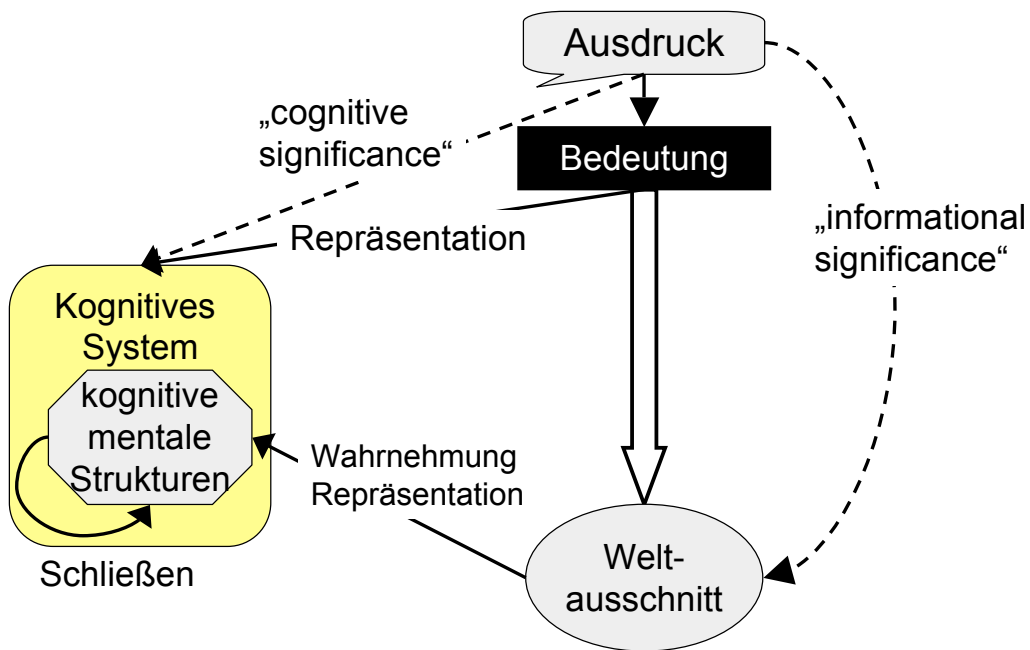 Ausdruck
„cognitive
significance“
Bedeutung
Repräsentation
„informational
significance“
Kognitives
System
kognitive
mentale
Strukturen
Wahrnehmung
Repräsentation
Schließen
Welt-
ausschnitt